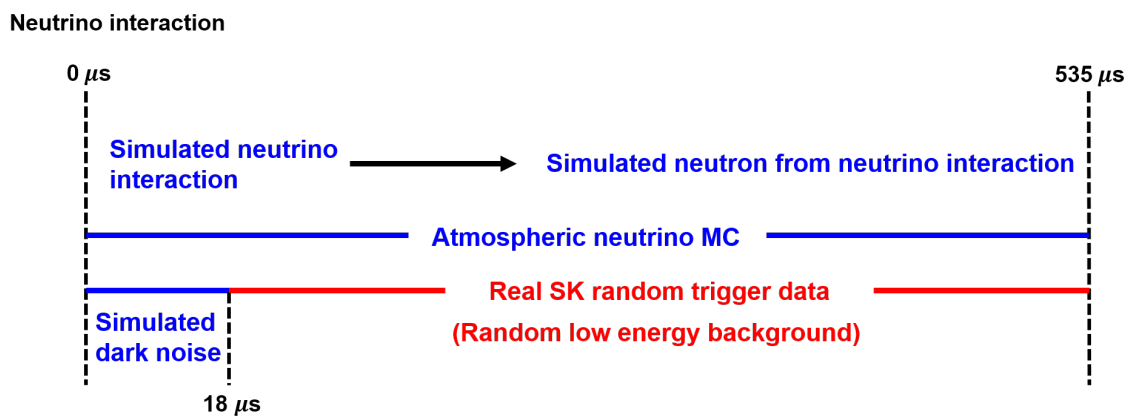 Neutrino interaction
0 μs
535 μs
Simulated neutrino
interaction
Simulated neutron from neutrino interaction
Atmospheric neutrino MC
Real SK random trigger data
(Random low energy background)
Simulated
dark noise
18 μs